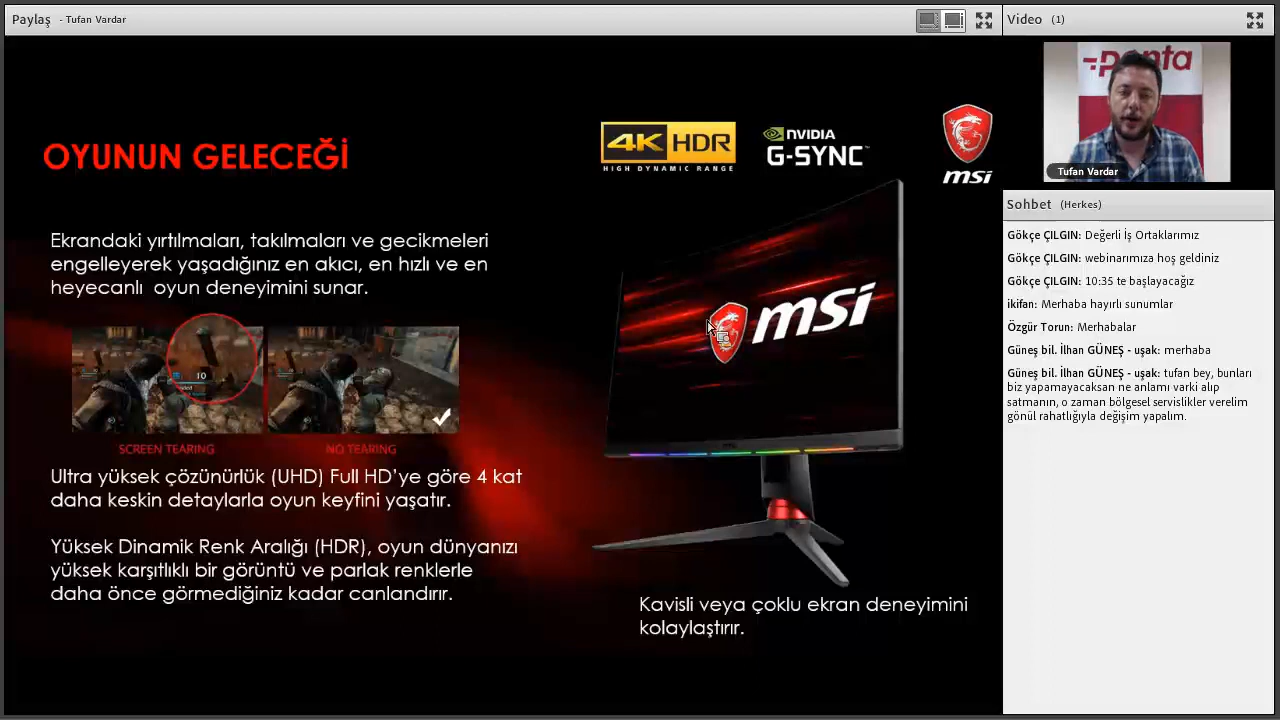 Paylaş - Tufan Vardar
OYUNUN GELECEĞİ
4K HDR
HIGH DYNAMIC RANGE
NVIDIA
G-SYNC™
msi
Ekrandaki yırtılmaları, takılmaları ve gecikmeleri
engelleyerek yaşadığınız en akıcı, en hızlı ve en
heyecanlı oyun deneyimini sunar.
10
SCREEN TEARING
NO TEARING
msi
Ultra yüksek çözünürlük (UHD) Full HD'ye göre 4 kat
daha keskin detaylarla oyun keyfini yaşatır.
Yüksek Dinamik Renk Aralığı (HDR), oyun dünyanızı
yüksek karşıtlıklı bir görüntü ve parlak renklerle
daha önce görmediğiniz kadar canlandırır.
Kavisli veya çoklu ekran deneyimini
kolaylaştırır.
Video (1)
penta
Tufan Vardar
Sohbet (Herkes)
Gökçe ÇILGIN: Değerli İş Ortaklarımız
Gökçe ÇILGIN: webinarımıza hoş geldiniz
Gökçe ÇILGIN: 10:35 te başlayacağız
ikifan: Merhaba hayırlı sunumlar
Özgür Torun: Merhabalar
Güneş bil. İlhan GÜNEŞ - uşak: merhaba
Güneş bil. İlhan GÜNEŞ - uşak: tufan bey, bunları
biz yapamayacaksan ne anlamı varki alıp
satmanın, o zaman bölgesel servislikler verelim
gönül rahatlığıyla değişim yapalım.